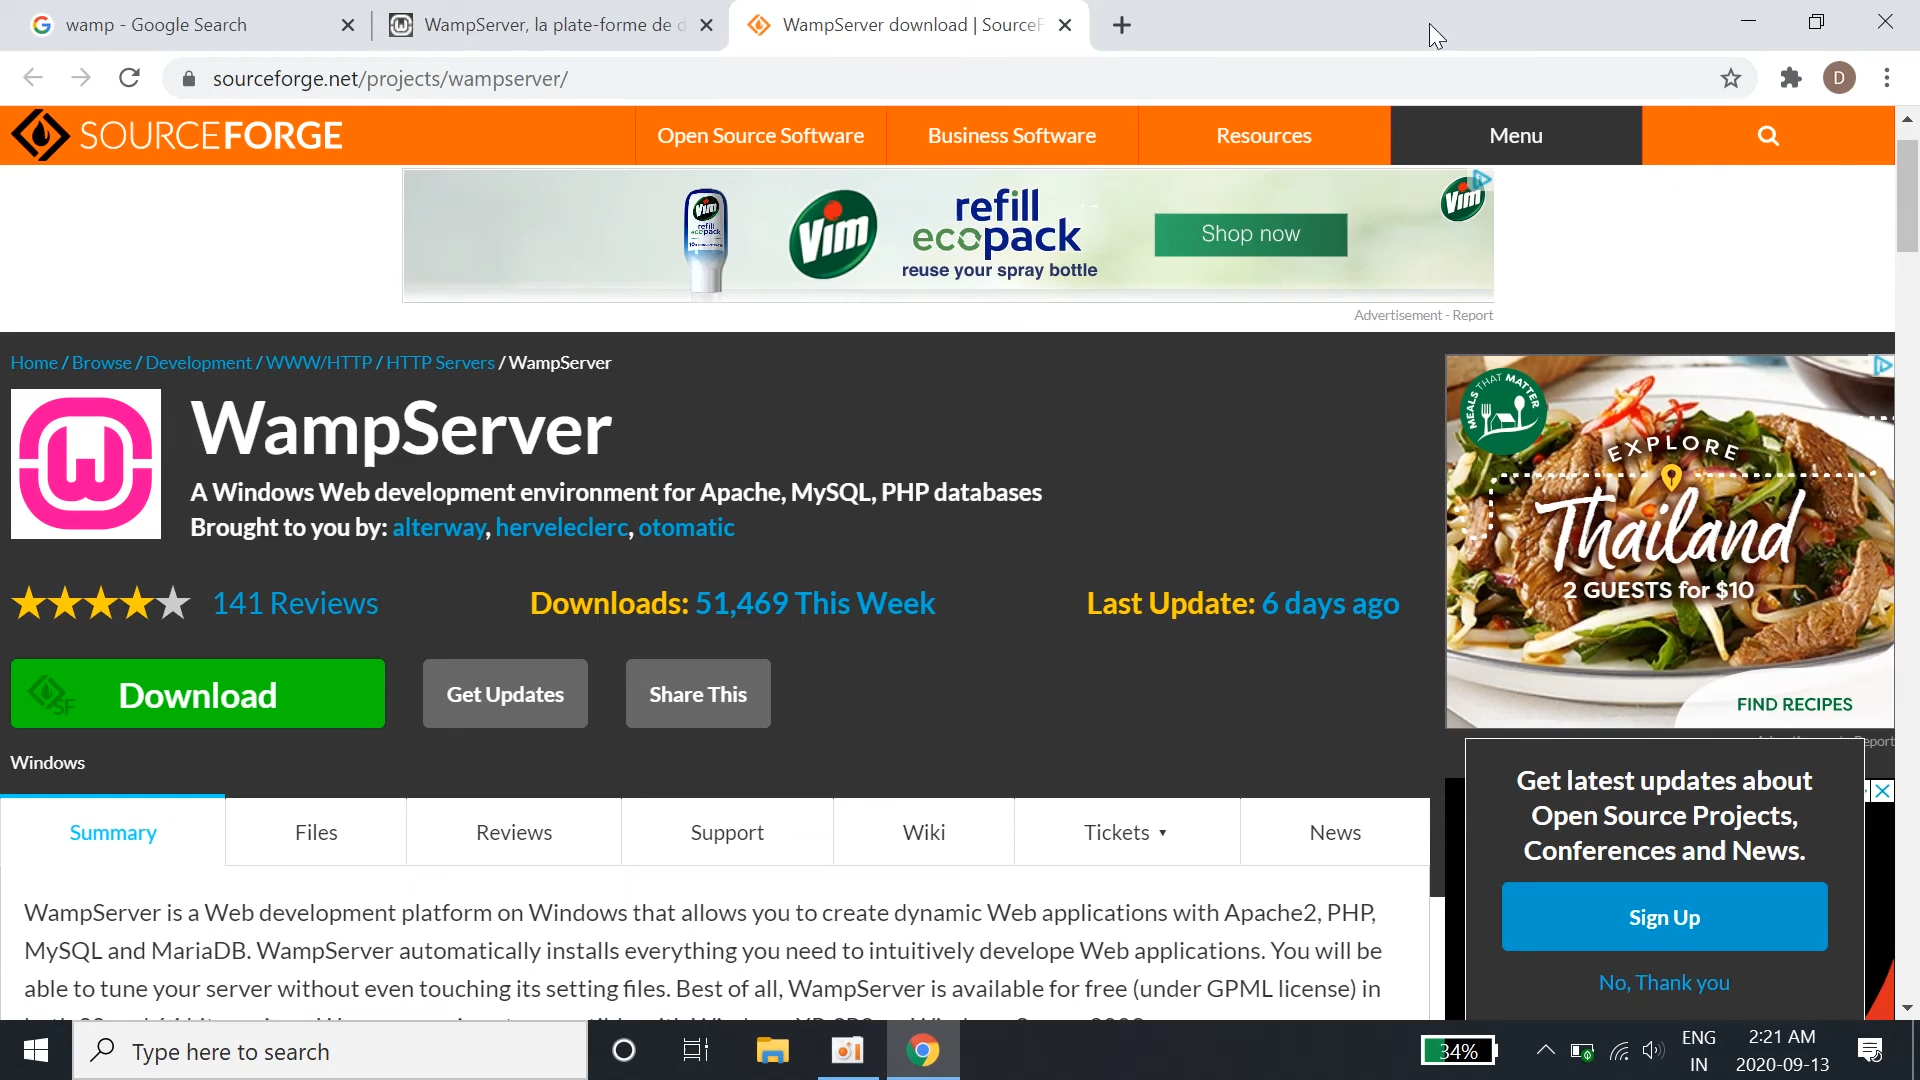 wamp - Google Search
WampServer, la plate-forme de d
WampServer download | SourceF
sourceforge.net/projects/wampserver/
D
SOURCEFORGE
Open Source Software
Business Software
Resources
Menu
Vim
refill
ecopack
Vim
refill
ecopack
reuse your spray bottle
Shop now
Vim
Advertisement - Report
Home / Browse / Development / WWW/HTTP / HTTP Servers / WampServer
WampServer
A Windows Web development environment for Apache, MySQL, PHP databases
Brought to you by: alterway, herveleclerc, otomatic
141 Reviews
Downloads: 51,469 This Week
Last Update: 6 days ago
Download
SF
Get Updates
Share This
Windows
MEALS THAT MATTER
EXPLORE
Thailand
2 GUESTS for $10
FIND RECIPES
Summary
Files
Reviews
Support
Wiki
Tickets
News
WampServer is a Web development platform on Windows that allows you to create dynamic Web applications with Apache2, PHP,
MySQL and MariaDB. WampServer automatically installs everything you need to intuitively develope Web applications. You will be
able to tune your server without even touching its setting files. Best of all, WampServer is available for free (under GPML license) in
Get latest updates about
Open Source Projects,
Conferences and News.
Sign Up
No, Thank you
Type here to search
34%
ENG
IN
2:21 AM
2020-09-13